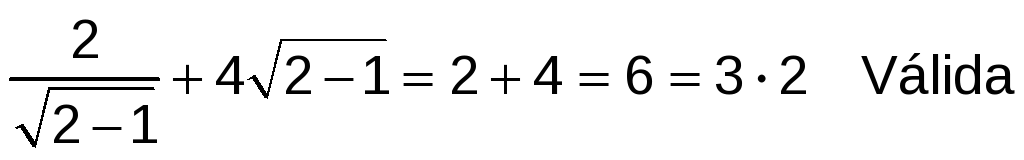 2/√(2−1) + 4√(2−1) = 2 + 4 = 6 = 3·2 Válida